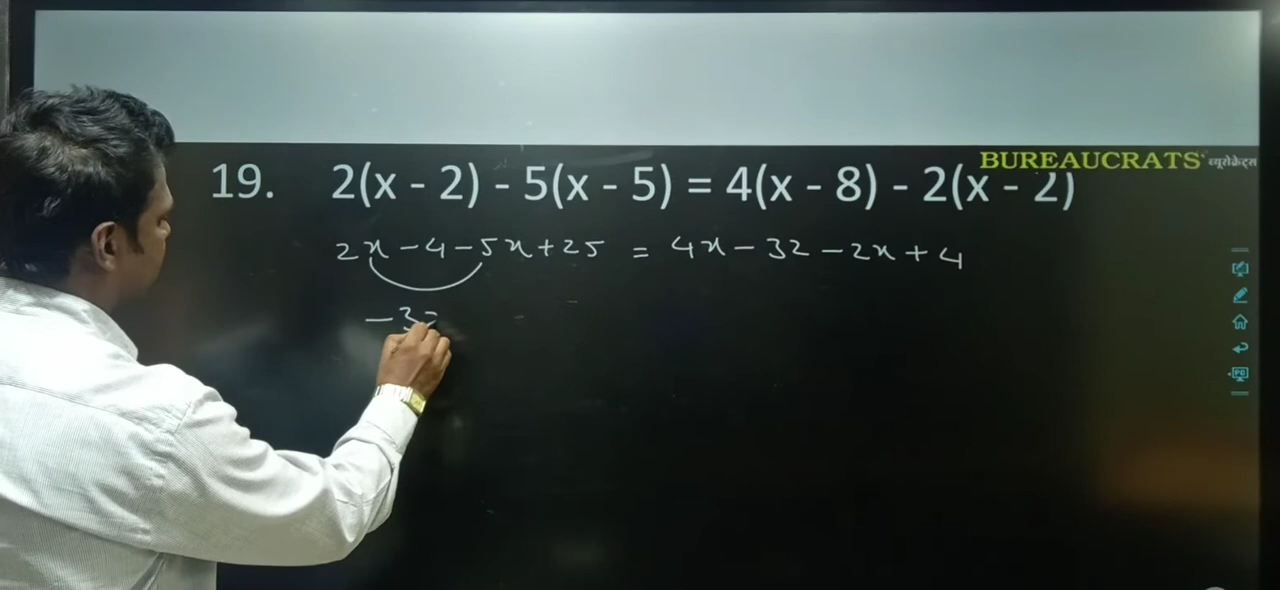 BUREAUCRATS ब्यूरोक्रेट्स
19. 2(x - 2) - 5(x - 5) = 4(x - 8) - 2(x - 2)
2x - 4 - 5x + 25 = 4x - 32 - 2x + 4
-3